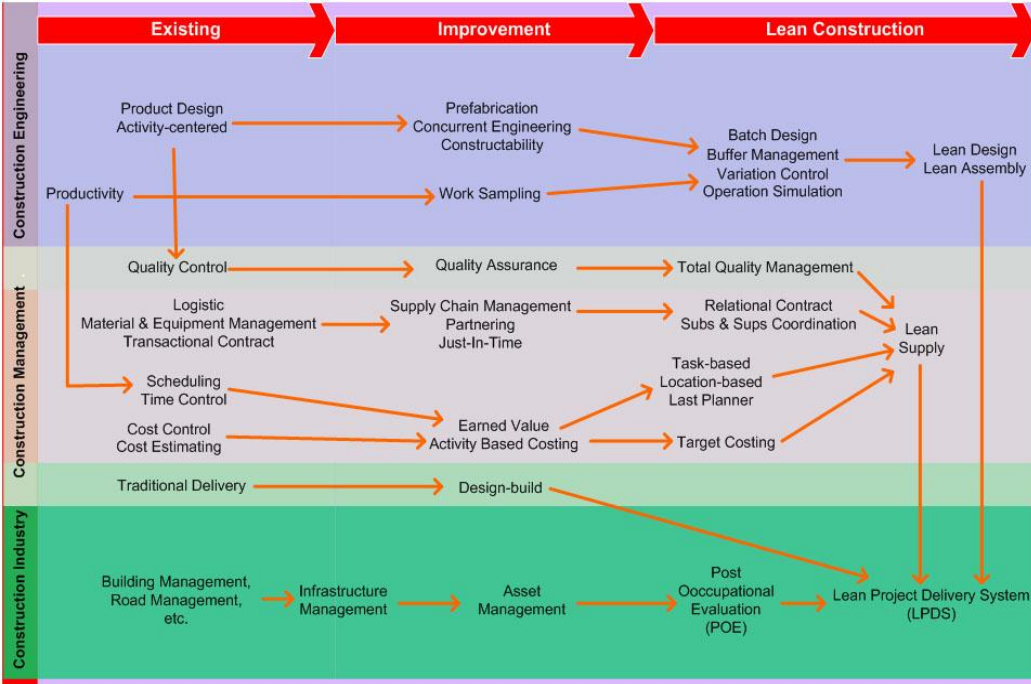 Existing
Improvement
Lean Construction
Construction Engineering
Product Design
Activity-centered
Prefabrication
Concurrent Engineering
Constructability
Batch Design
Buffer Management
Variation Control
Operation Simulation
Lean Design
Lean Assembly
Productivity
Work Sampling
Construction Management
Quality Control
Quality Assurance
Total Quality Management
Logistic
Material & Equipment Management
Transactional Contract
Supply Chain Management
Partnering
Just-In-Time
Relational Contract
Subs & Sups Coordination
Lean
Supply
Scheduling
Time Control
Task-based
Location-based
Last Planner
Cost Control
Cost Estimating
Earned Value
Activity Based Costing
Target Costing
Traditional Delivery
Design-build
Construction Industry
Building Management,
Road Management,
etc.
Infrastructure
Management
Asset
Management
Post
Ooccupational
Evaluation
(POE)
Lean Project Delivery System
(LPDS)